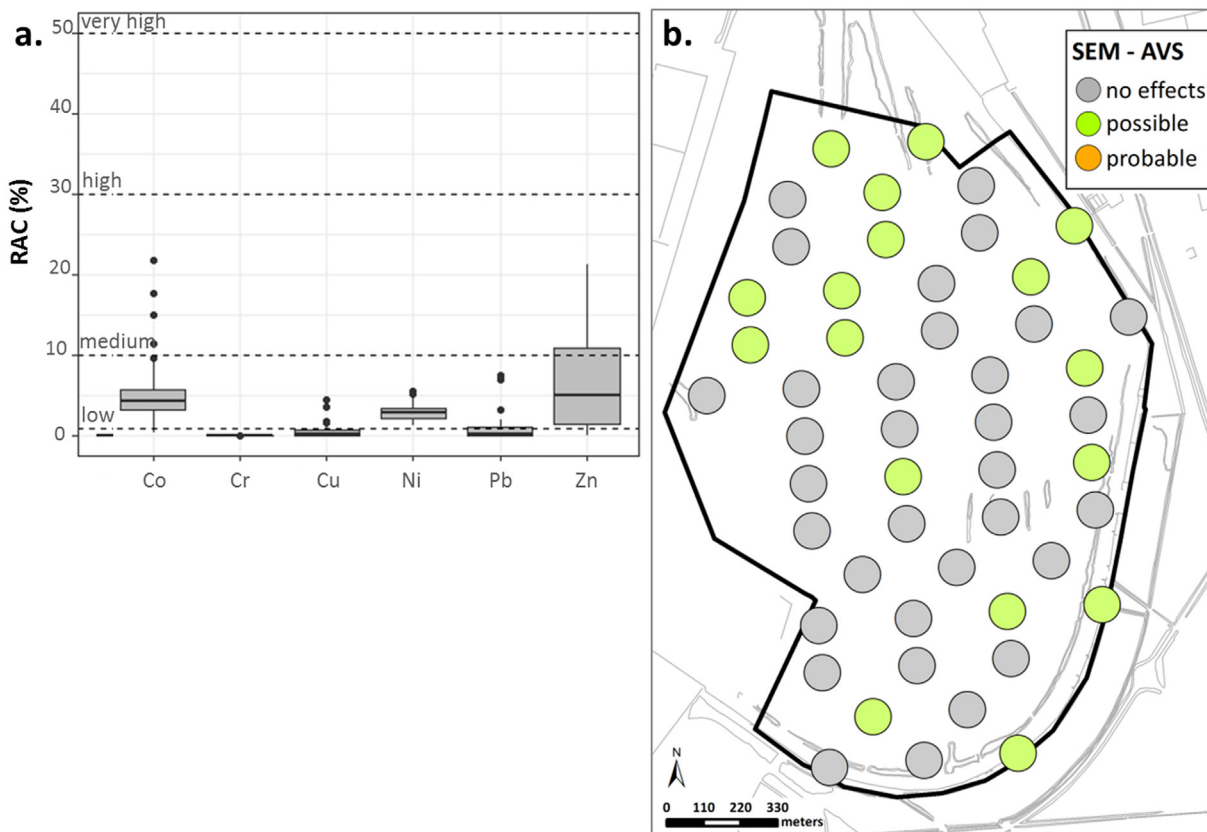 a.
RAC (%)
50
40
30
20
10
0
very high
high
medium
low
Co Cr Cu Ni Pb Zn
b.
SEM - AVS
no effects
possible
probable
N
0 110 220 330
meters